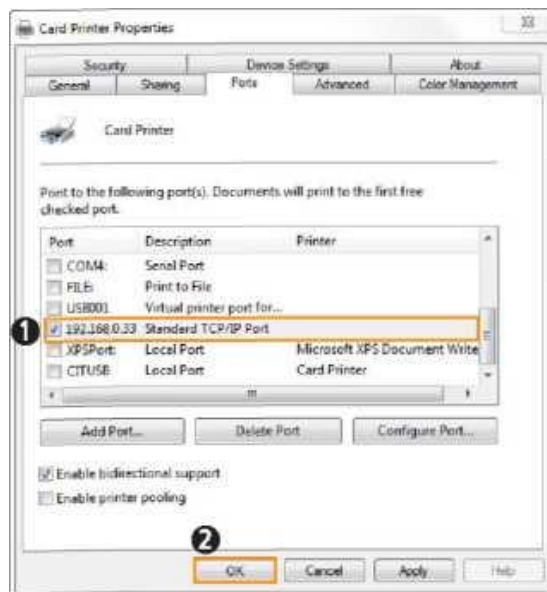 Card Printer Properties
Security Device Settings About
General Sharing Ports Advanced Color Management
Card Printer
Print to the following port(s). Documents will print to the first free
checked port.
Port Description Printer
COM4: Serial Port
FILE: Print to File
USB001 Virtual printer port for...
1 192.168.0.33 Standard TCP/IP Port
XPSPort: Local Port Microsoft XPS Document Write
CITUSB Local Port Card Printer
Add Port... Delete Port Configure Port...
Enable bidirectional support
Enable printer pooling
2
OK Cancel Apply Help